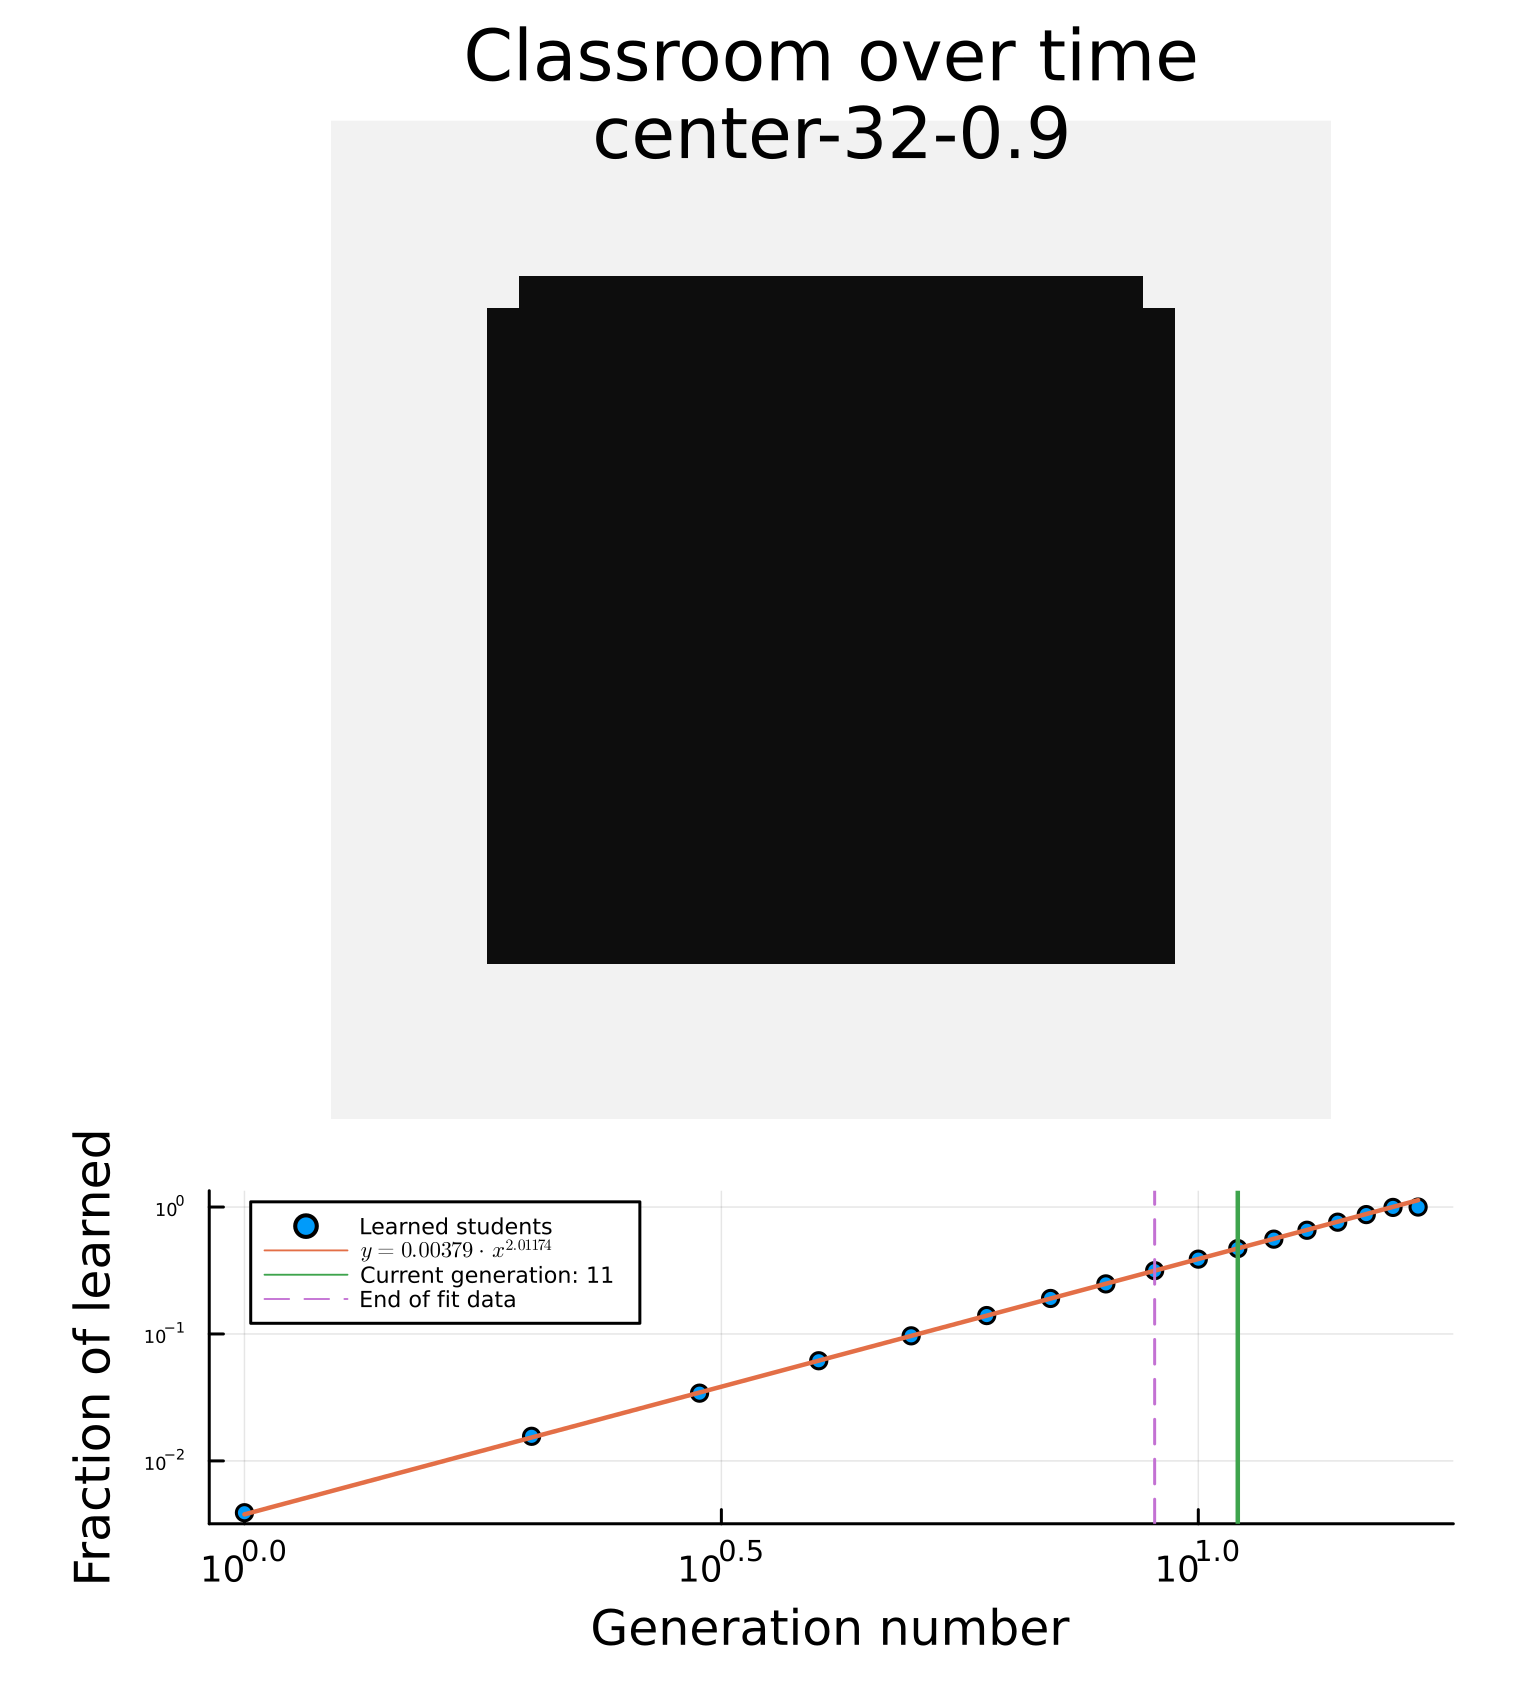 Classroom over time
center-32-0.9
Fraction of learned
10⁰
10⁻¹
10⁻²
Learned students
y = 0.00379 · x^{2.01174}
Current generation: 11
End of fit data
10^{0.0}
10^{0.5}
10^{1.0}
Generation number